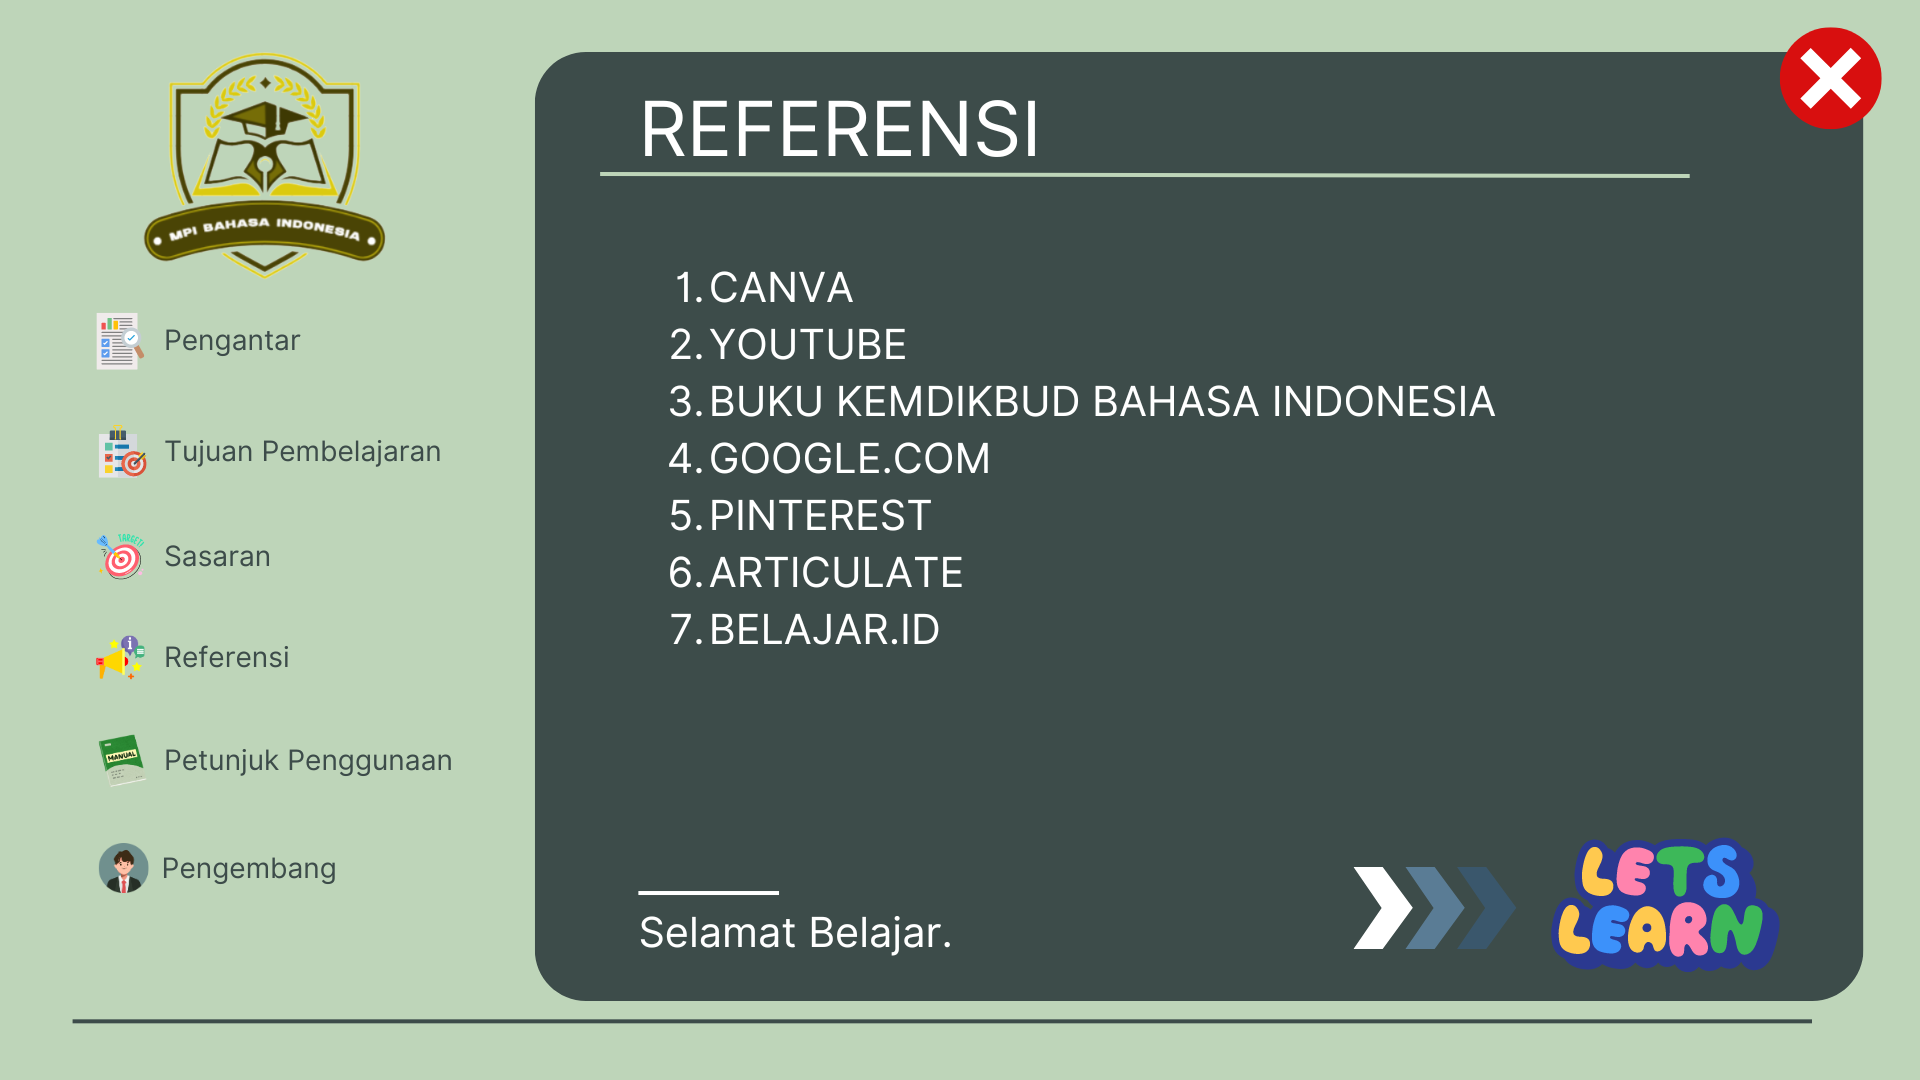 MPI BAHASA INDONESIA
Pengantar
Tujuan Pembelajaran
TARGET!
Sasaran
Referensi
MANUAL
Petunjuk Penggunaan
Pengembang
REFERENSI
1. CANVA
2. YOUTUBE
3. BUKU KEMDIKBUD BAHASA INDONESIA
4. GOOGLE.COM
5. PINTEREST
6. ARTICULATE
7. BELAJAR.ID
Selamat Belajar.
LETS
LEARN